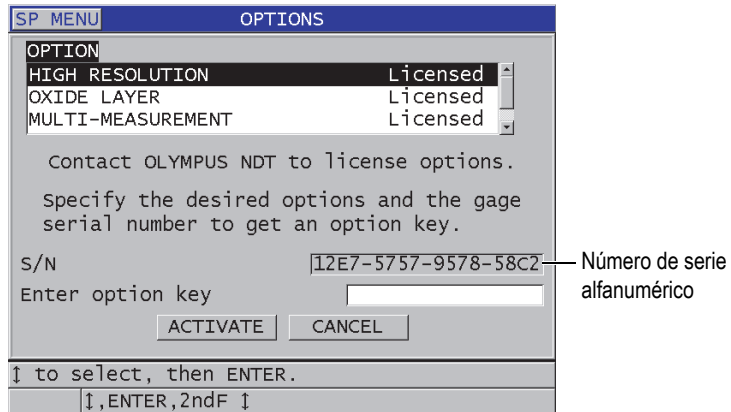 SP MENU OPTIONS
OPTION
HIGH RESOLUTION Licensed
OXIDE LAYER Licensed
MULTI-MEASUREMENT Licensed
Contact OLYMPUS NDT to license options.
Specify the desired options and the gage
serial number to get an option key.
S/N 12E7-5757-9578-58C2
Número de serie
alfanumérico
Enter option key
ACTIVATE CANCEL
↕ to select, then ENTER.
↕,ENTER,2ndF ↕